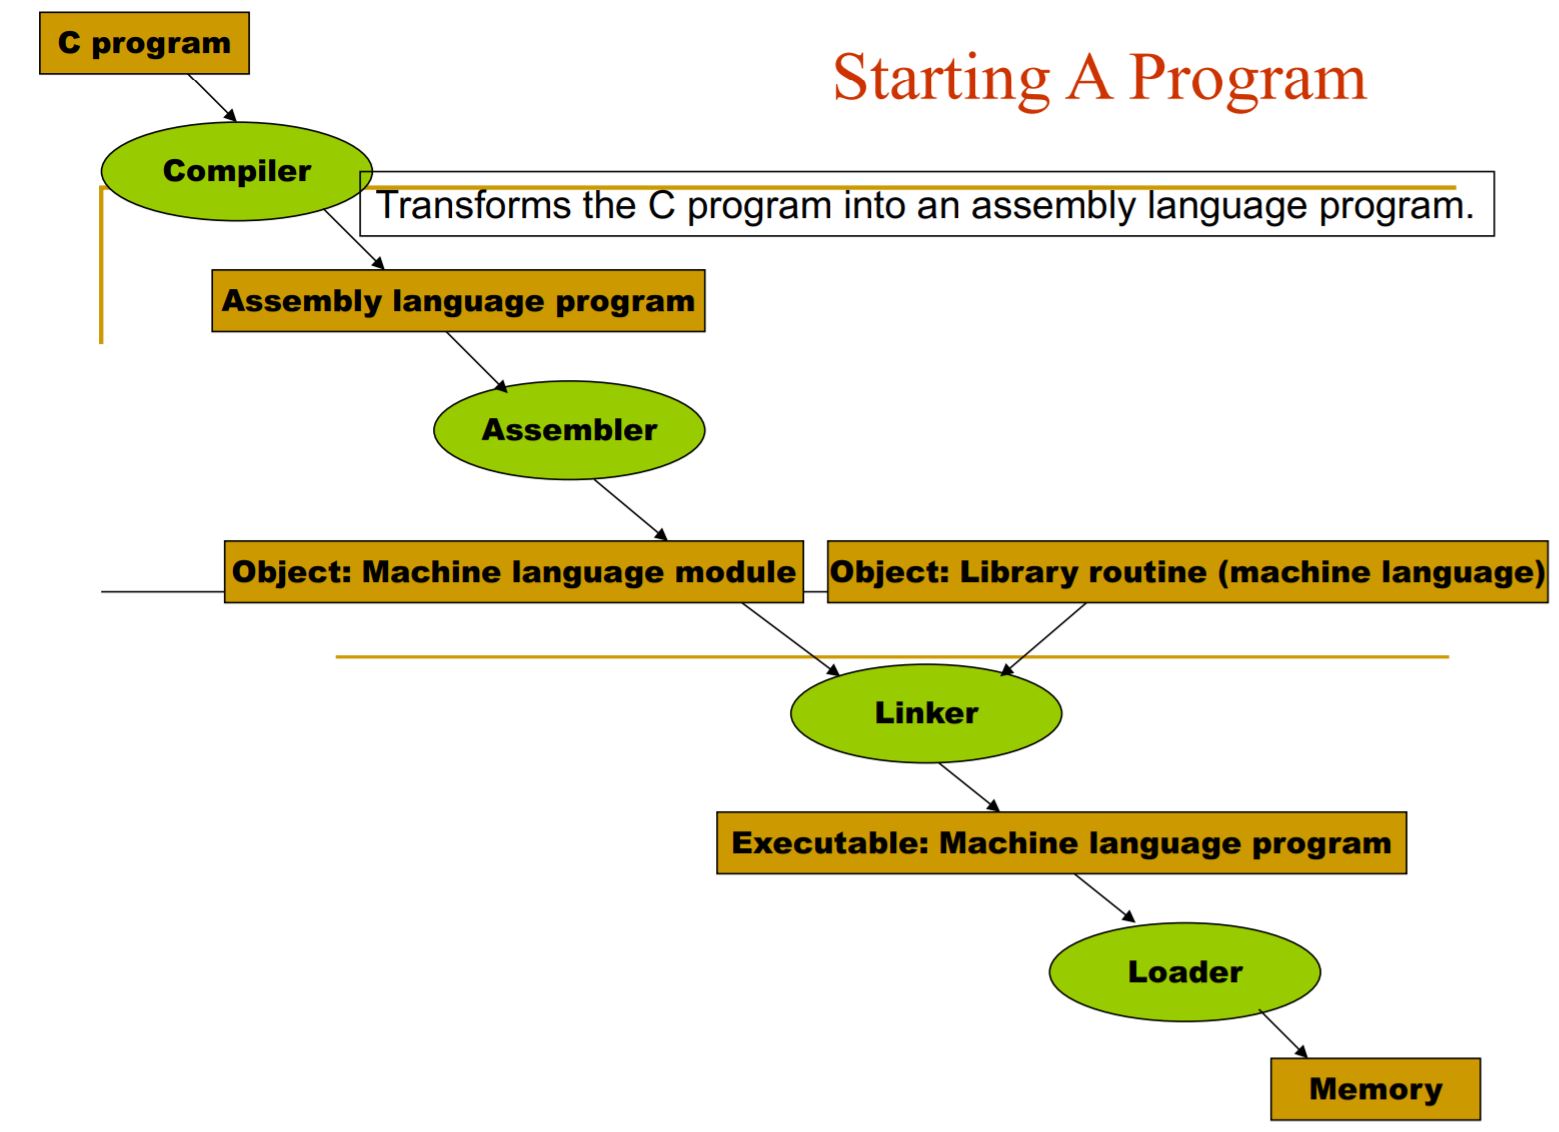 C program
Starting A Program
Compiler
Transforms the C program into an assembly language program.
Assembly language program
Assembler
Object: Machine language module
Object: Library routine (machine language)
Linker
Executable: Machine language program
Loader
Memory